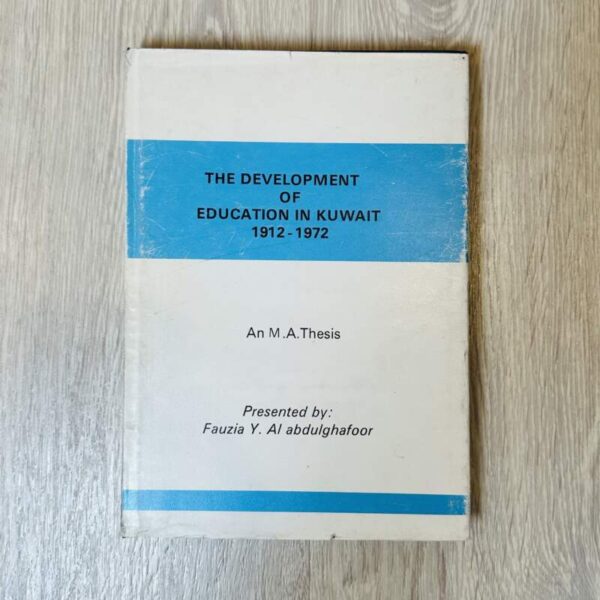 THE DEVELOPMENT
OF
EDUCATION IN KUWAIT
1912 - 1972
An M.A.Thesis
Presented by:
Fauzia Y. Al abdulghafoor